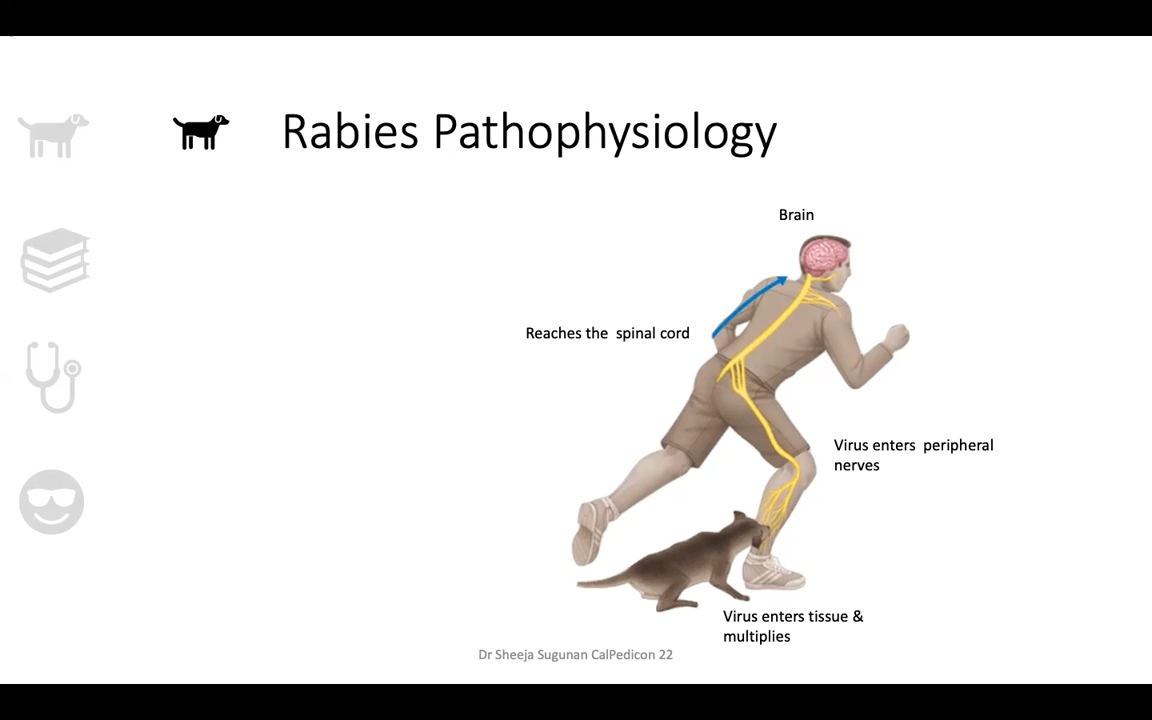 Rabies Pathophysiology
Brain
Reaches the spinal cord
Virus enters peripheral
nerves
Virus enters tissue &
multiplies
Dr Sheeja Sugunan CalPedicon 22